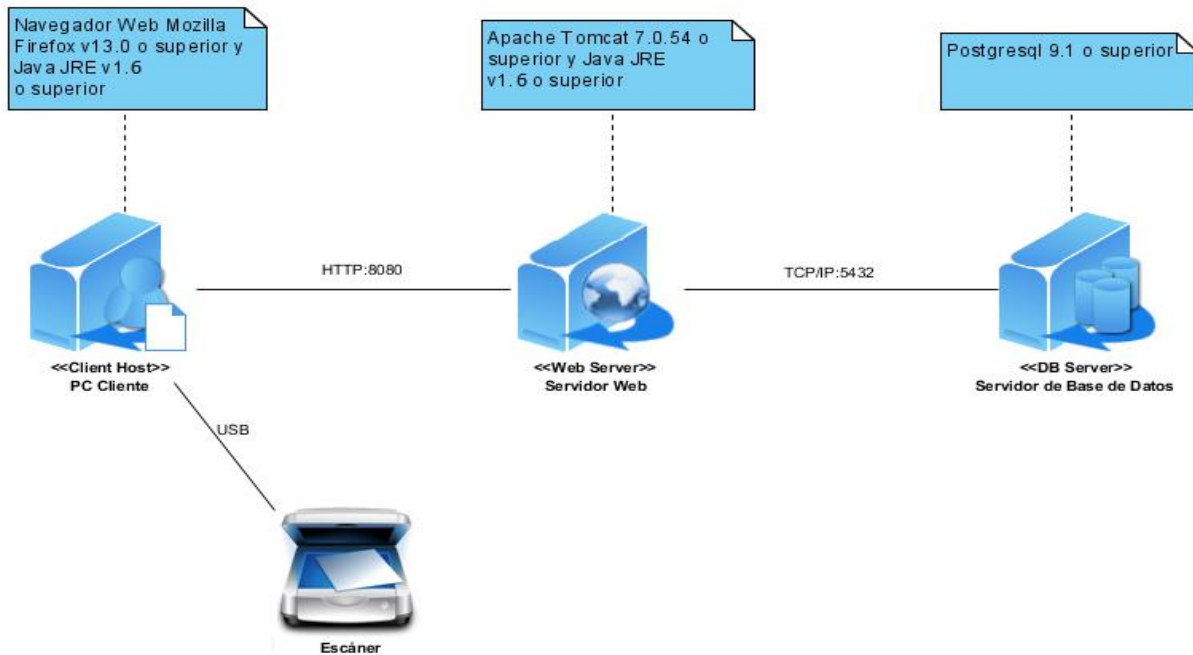 Navegador Web Mozilla
Firefox v13.0 o superior y
Java JRE v1.6
o superior
Apache Tomcat 7.0.54 o
superior y Java JRE
v1.6 o superior
Postgresql 9.1 o superior
HTTP:8080
TCP/IP:5432
<<Client Host>>
PC Cliente
<<Web Server>>
Servidor Web
<<DB Server>>
Servidor de Base de Datos
USB
Escáner